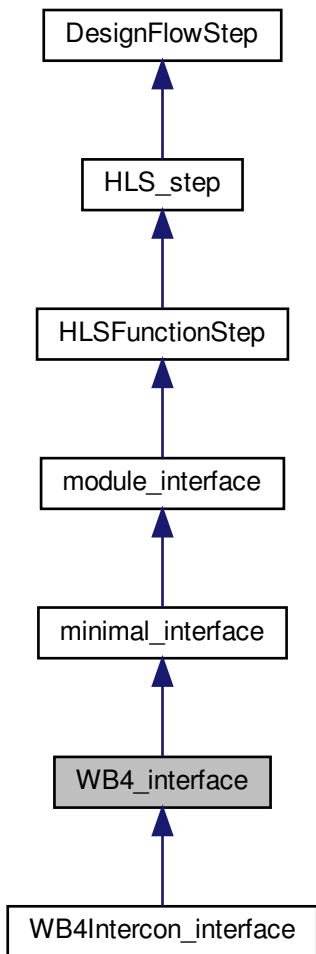 DesignFlowStep
HLS_step
HLSFunctionStep
module_interface
minimal_interface
WB4_interface
WB4Intercon_interface